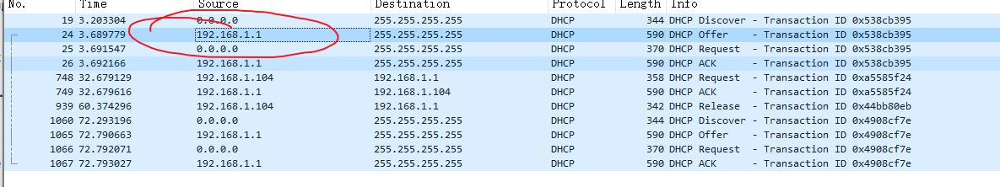 No. Time Source Destination Protocol Length Info
19 3.203304 0.0.0.0 255.255.255.255 DHCP 344 DHCP Discover - Transaction ID 0x538cb395
24 3.689779 192.168.1.1 255.255.255.255 DHCP 590 DHCP Offer - Transaction ID 0x538cb395
25 3.691547 0.0.0.0 255.255.255.255 DHCP 370 DHCP Request - Transaction ID 0x538cb395
26 3.692166 192.168.1.1 255.255.255.255 DHCP 590 DHCP ACK - Transaction ID 0x538cb395
748 32.679129 192.168.1.104 192.168.1.1 DHCP 358 DHCP Request - Transaction ID 0xa5585f24
749 32.679616 192.168.1.1 192.168.1.104 DHCP 590 DHCP ACK - Transaction ID 0xa5585f24
939 60.374296 192.168.1.104 192.168.1.1 DHCP 342 DHCP Release - Transaction ID 0x44bb80eb
1060 72.293196 0.0.0.0 255.255.255.255 DHCP 344 DHCP Discover - Transaction ID 0x4908cf7e
1065 72.790663 192.168.1.1 255.255.255.255 DHCP 590 DHCP Offer - Transaction ID 0x4908cf7e
1066 72.792071 0.0.0.0 255.255.255.255 DHCP 370 DHCP Request - Transaction ID 0x4908cf7e
1067 72.793027 192.168.1.1 255.255.255.255 DHCP 590 DHCP ACK - Transaction ID 0x4908cf7e